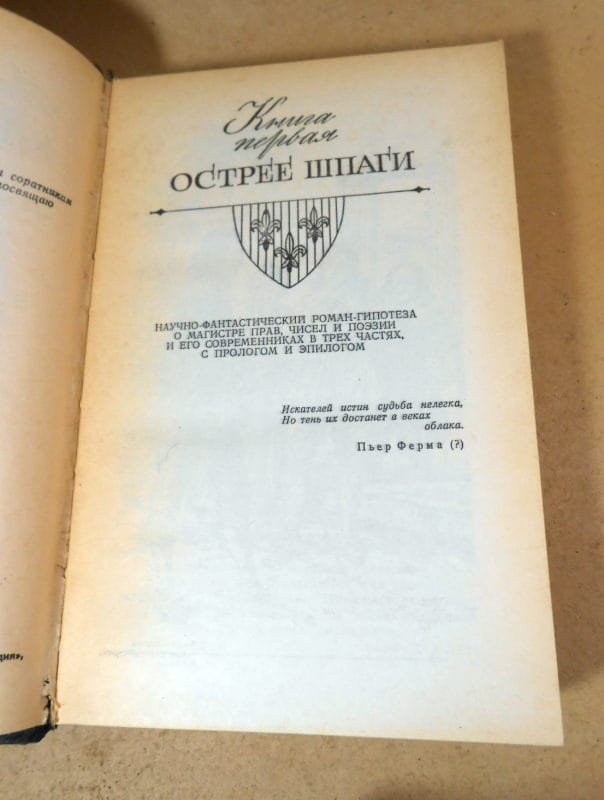 соратникам
посвящаю
Книга
первая
ОСТРЕЕ ШПАГИ
НАУЧНО-ФАНТАСТИЧЕСКИЙ РОМАН-ГИПОТЕЗА
О МАГИСТРЕ ПРАВ, ЧИСЕЛ И ПОЭЗИИ
И ЕГО СОВРЕМЕННИКАХ В ТРЕХ ЧАСТЯХ,
С ПРОЛОГОМ И ЭПИЛОГОМ
Искателей истин судьба нелегка,
Но тень их достанет в веках
облака.
Пьер Ферма (?)